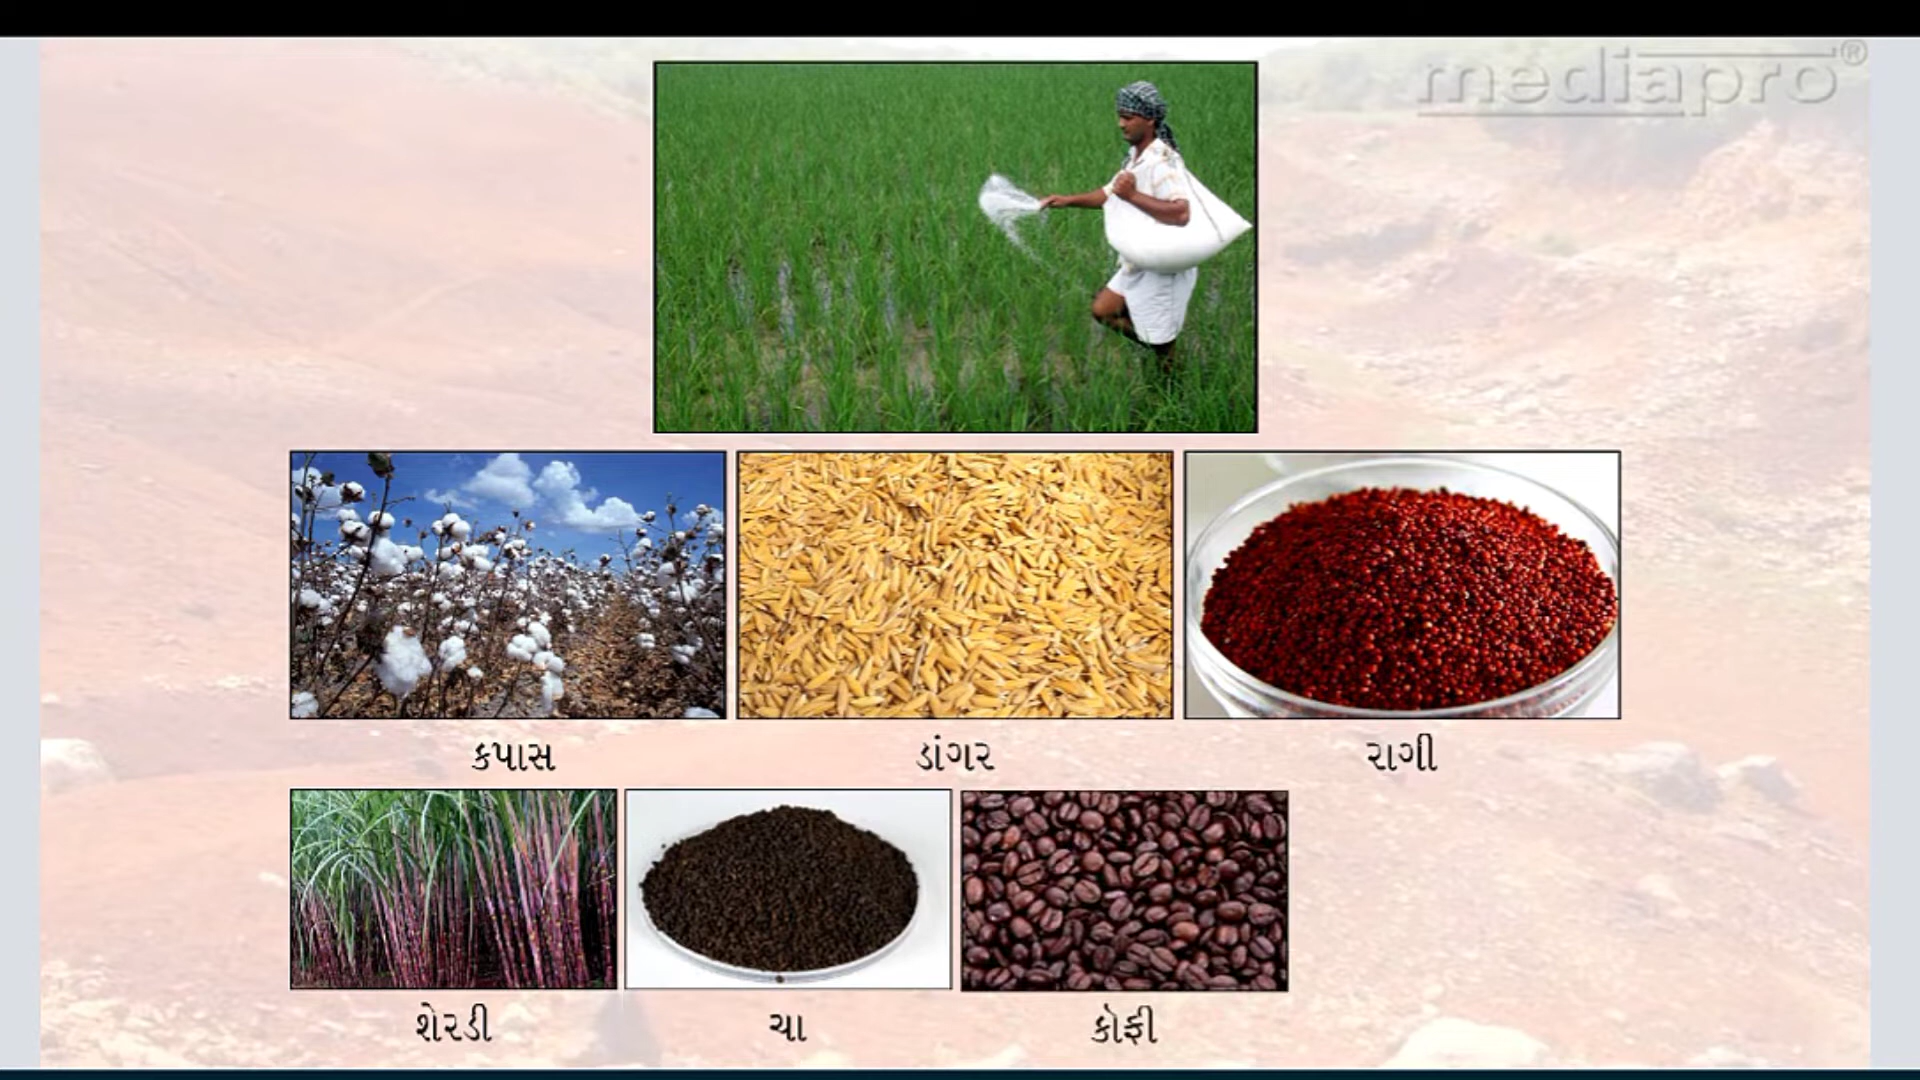 mediapro®
કપાસ
ડાંગર
રાગી
શેરડી
ચા
કોફી